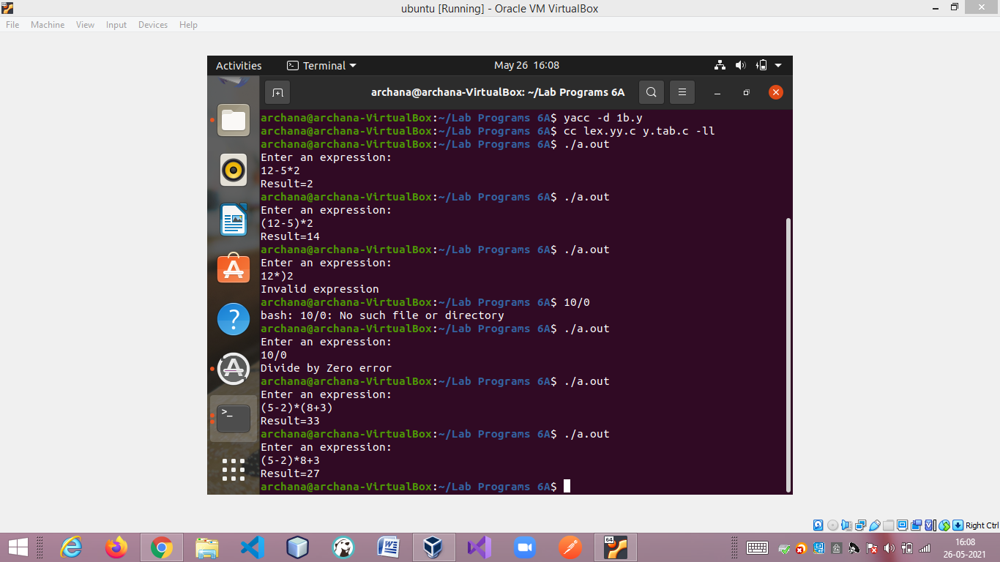 ubuntu [Running] - Oracle VM VirtualBox
File Machine View Input Devices Help
Activities Terminal May 26 16:08
archana@archana-VirtualBox: ~/Lab Programs 6A
archana@archana-VirtualBox:~/Lab Programs 6A$ yacc -d 1b.y
archana@archana-VirtualBox:~/Lab Programs 6A$ cc lex.yy.c y.tab.c -ll
archana@archana-VirtualBox:~/Lab Programs 6A$ ./a.out
Enter an expression:
12-5*2
Result=2
archana@archana-VirtualBox:~/Lab Programs 6A$ ./a.out
Enter an expression:
(12-5)*2
Result=14
archana@archana-VirtualBox:~/Lab Programs 6A$ ./a.out
Enter an expression:
12*)2
Invalid expression
archana@archana-VirtualBox:~/Lab Programs 6A$ 10/0
bash: 10/0: No such file or directory
archana@archana-VirtualBox:~/Lab Programs 6A$ ./a.out
Enter an expression:
10/0
Divide by Zero error
archana@archana-VirtualBox:~/Lab Programs 6A$ ./a.out
Enter an expression:
(5-2)*(8+3)
Result=33
archana@archana-VirtualBox:~/Lab Programs 6A$ ./a.out
Enter an expression:
(5-2)*8+3
Result=27
archana@archana-VirtualBox:~/Lab Programs 6A$
Right Ctrl
64
16:08
26-05-2021